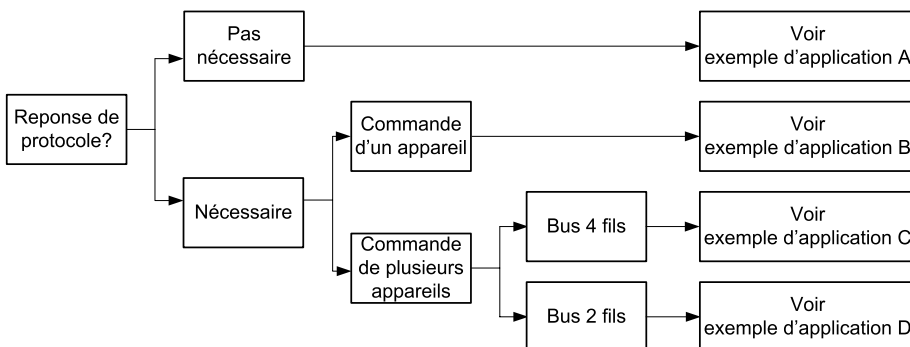 Reponse de
protocole?
Pas
nécessaire
Voir
exemple d'application A
Nécessaire
Commande
d'un appareil
Voir
exemple d'application B
Commande
de plusieurs
appareils
Bus 4 fils
Voir
exemple d'application C
Bus 2 fils
Voir
exemple d'application D